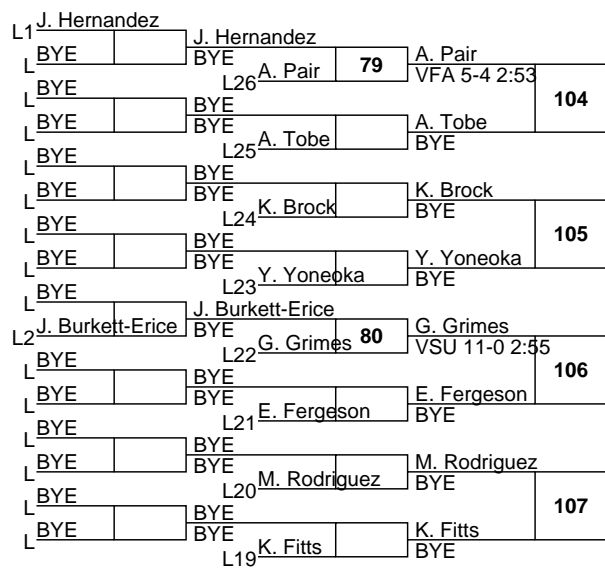 L1 J. Hernandez
J. Hernandez
L BYE
BYE
79
A. Pair
L26 A. Pair
VFA 5-4 2:53
BYE
104
L BYE
BYE
BYE
A. Tobe
L25 A. Tobe
BYE
L BYE
L BYE
BYE
BYE
K. Brock
L24 K. Brock
BYE
L BYE
105
L BYE
BYE
BYE
Y. Yoneoka
L23 Y. Yoneoka
BYE
L BYE
BYE
J. Burkett-Erice
L2 J. Burkett-Erice
BYE
80
G. Grimes
L22 G. Grimes
VSU 11-0 2:55
L BYE
106
L BYE
BYE
BYE
E. Fergeson
L21 E. Fergeson
BYE
L BYE
L BYE
BYE
BYE
M. Rodriguez
L20 M. Rodriguez
BYE
L BYE
107
L BYE
BYE
BYE
K. Fitts
L19 K. Fitts
BYE